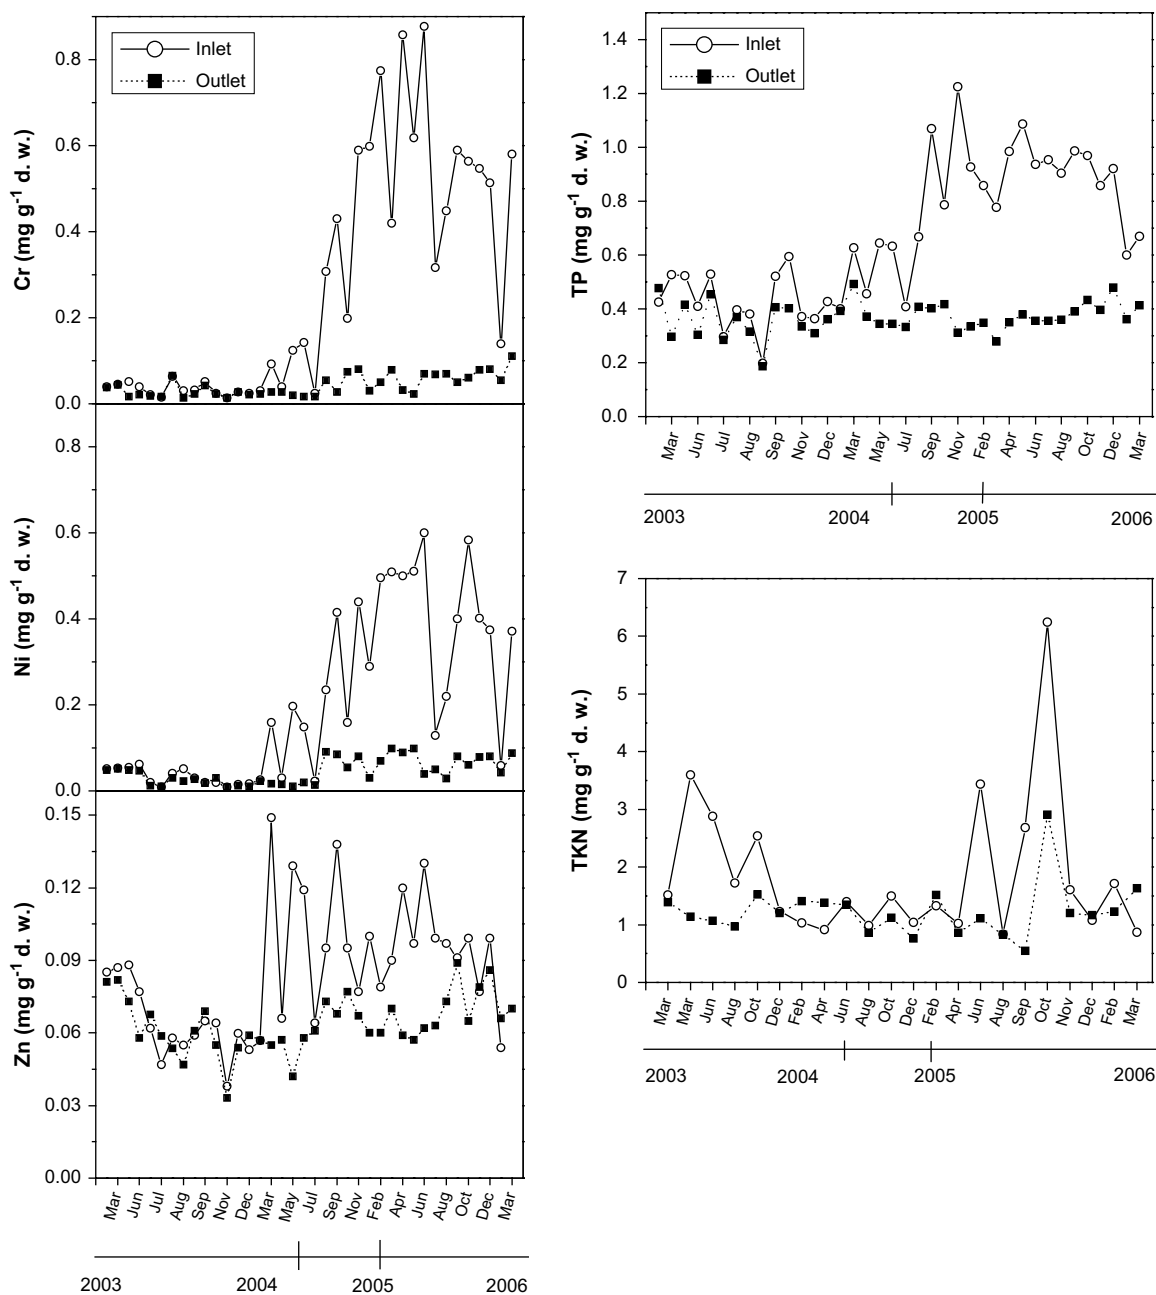 Inlet
Outlet
0.8
0.6
0.4
0.2
0.0
Cr (mg g-1 d. w.)
0.8
0.6
0.4
0.2
0.0
Ni (mg g-1 d. w.)
0.15
0.12
0.09
0.06
0.03
0.00
Zn (mg g-1 d. w.)
Mar Jun Jul Aug Sep Nov Dec Mar May Jul Sep Nov Feb Apr Jun Aug Oct Dec Mar
2003 2004 2005 2006
Inlet
Outlet
1.4
1.2
1.0
0.8
0.6
0.4
0.2
0.0
TP (mg g-1 d. w.)
Mar Jun Jul Aug Sep Nov Dec Mar May Jul Sep Nov Feb Apr Jun Aug Oct Dec Mar
2003 2004 2005 2006
7
6
5
4
3
2
1
0
TKN (mg g-1 d. w.)
Mar Mar Jun Aug Oct Dec Feb Apr Jun Aug Oct Dec Feb Apr Jun Aug Sep Oct Nov Dec Feb Mar
2003 2004 2005 2006